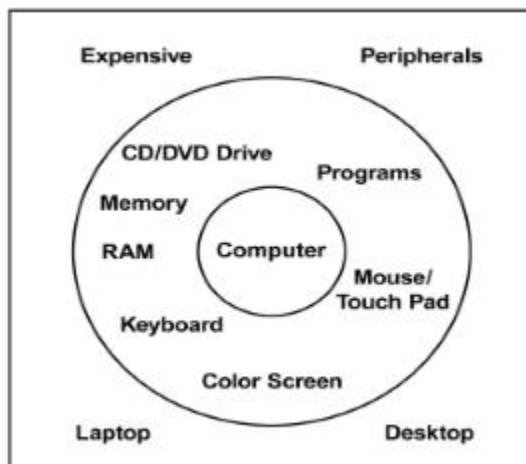 Expensive
Peripherals
CD/DVD Drive
Programs
Memory
RAM
Computer
Mouse/
Touch Pad
Keyboard
Color Screen
Laptop
Desktop